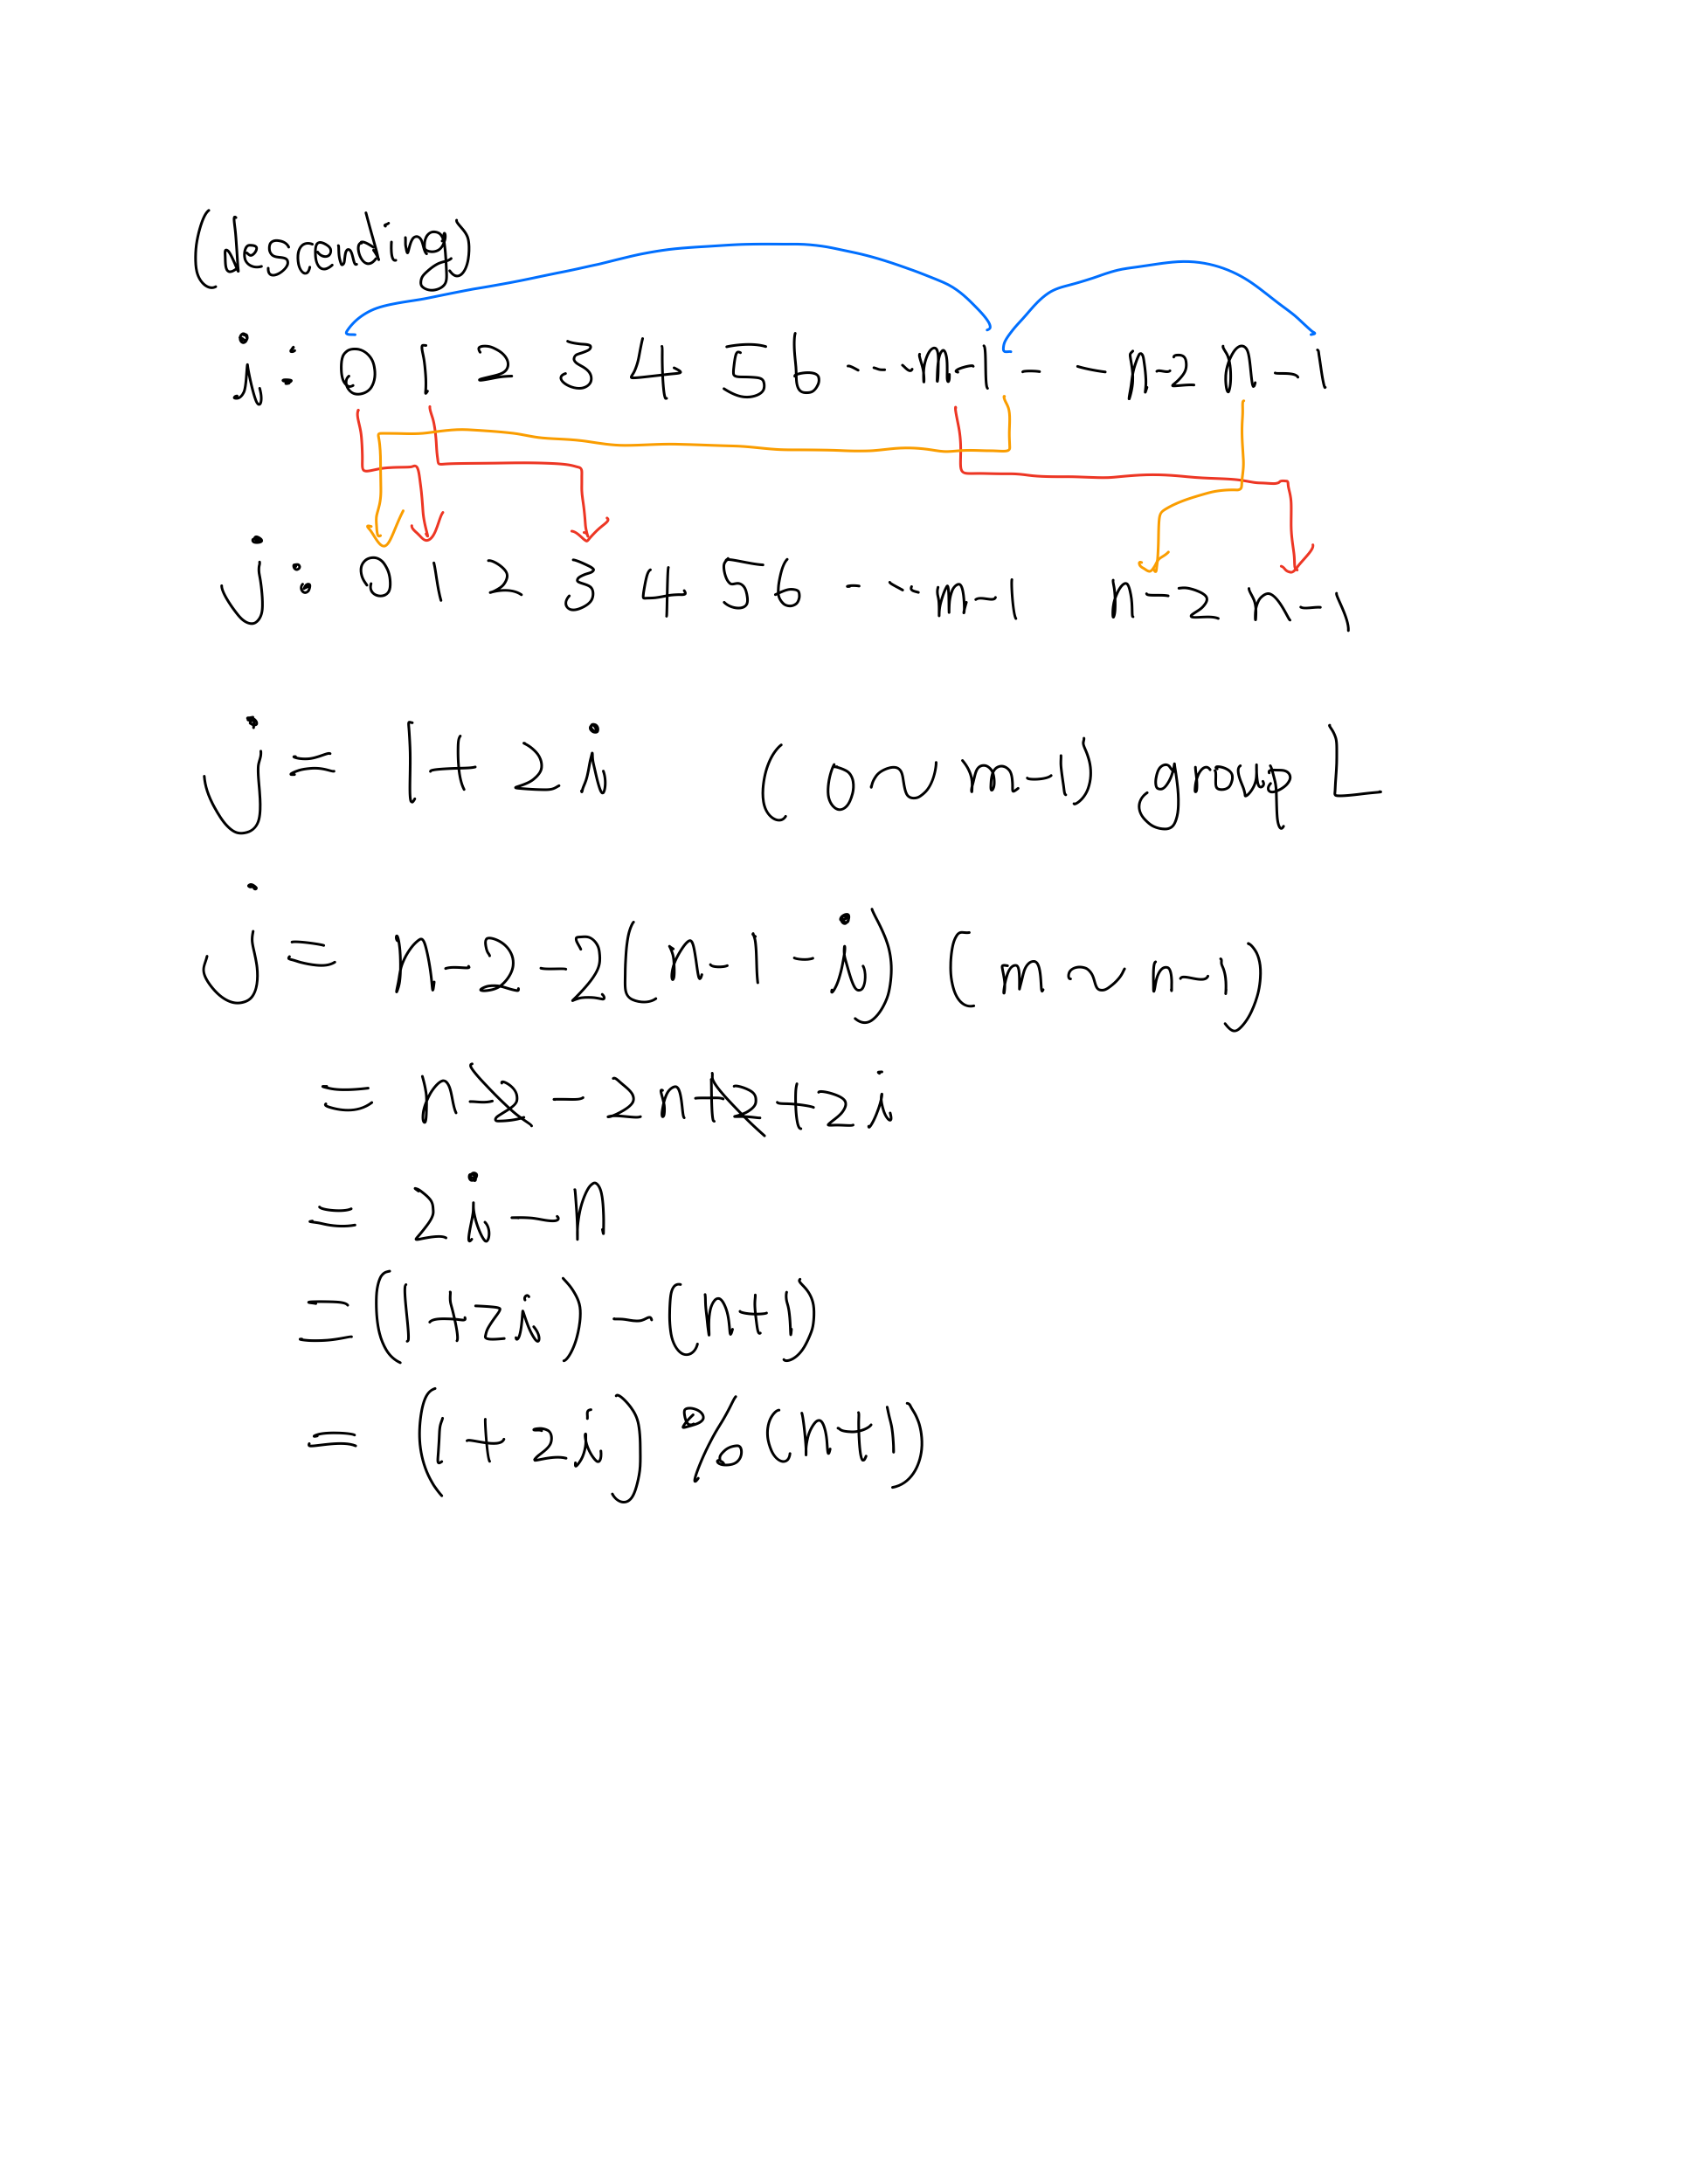 (descending)
i: 0 1 2 3 4 5 6 -- ~m-1 -- - n-2 n-1
j: 0 1 2 3 4 5 6 -- -- m-1 n-2 n-1
j = 1+ 2i (0 ~ m-1) group L
j = n-2-2(n-1-i) (m ~ n-1)
= n-2 - 2n+2+2i
= 2i-n
=(1+2i)-(n+1)
= (1+2i)%(n+1)